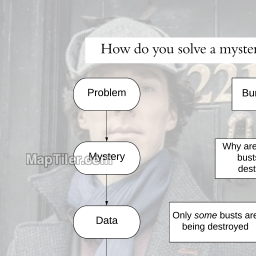 How do you solve a myster
221
Problem
Bu
Mystery
Why are
busts
dest
MapTiler.com
Data
Only some busts are
being destroyed